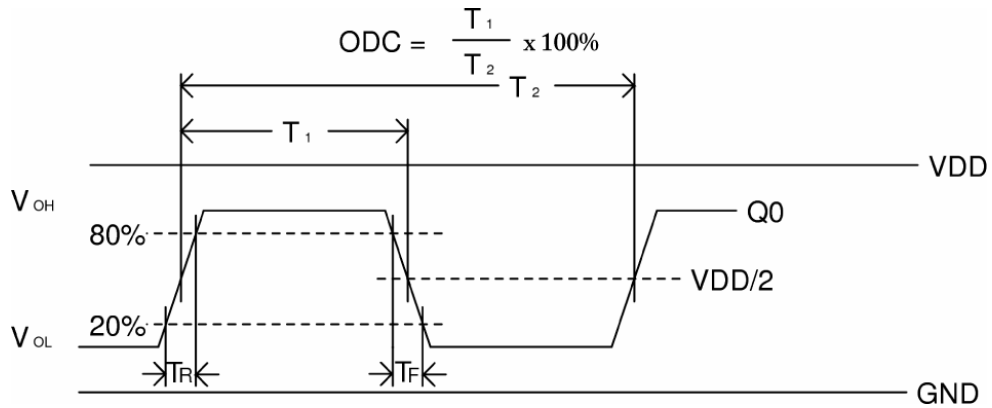 ODC = T1 / T2 x 100%
T2
T1
VDD
VOH
Q0
80%
VDD/2
20%
VOL
TR
TF
GND